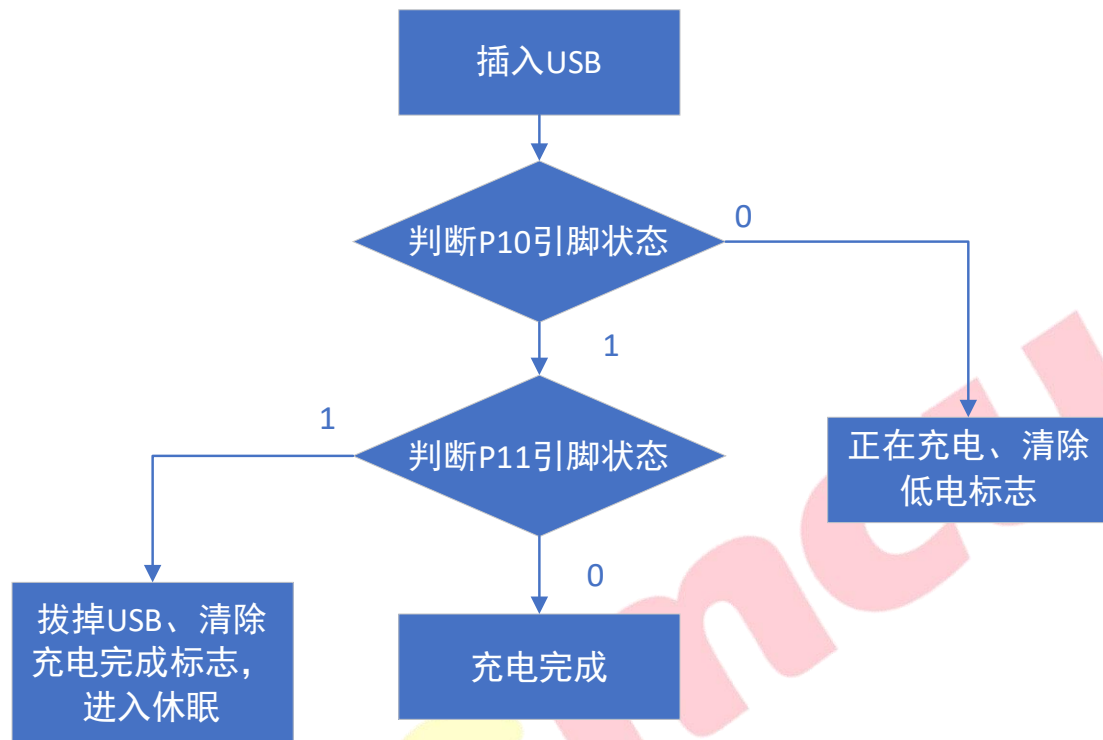 插入USB
判断P10引脚状态
0
1
判断P11引脚状态
1
正在充电、清除
低电标志
0
拔掉USB、清除
充电完成标志，
进入休眠
充电完成
mcu